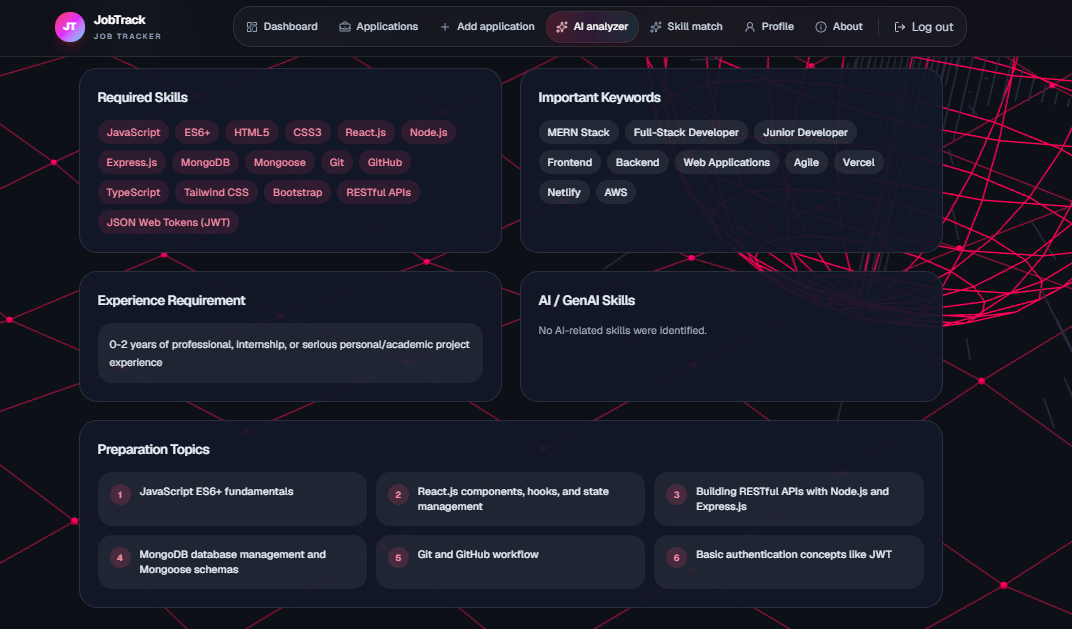 JT JobTrack
JOB TRACKER
Dashboard Applications Add application AI analyzer Skill match Profile About Log out
Required Skills
JavaScript ES6+ HTML5 CSS3 React.js Node.js
Express.js MongoDB Mongoose Git GitHub
TypeScript Tailwind CSS Bootstrap RESTful APIs
JSON Web Tokens (JWT)
Important Keywords
MERN Stack Full-Stack Developer Junior Developer
Frontend Backend Web Applications Agile Vercel
Netlify AWS
Experience Requirement
0-2 years of professional, internship, or serious personal/academic project
experience
AI / GenAI Skills
No AI-related skills were identified.
Preparation Topics
1 JavaScript ES6+ fundamentals
2 React.js components, hooks, and state
management
3 Building RESTful APIs with Node.js and
Express.js
4 MongoDB database management and
Mongoose schemas
5 Git and GitHub workflow
6 Basic authentication concepts like JWT